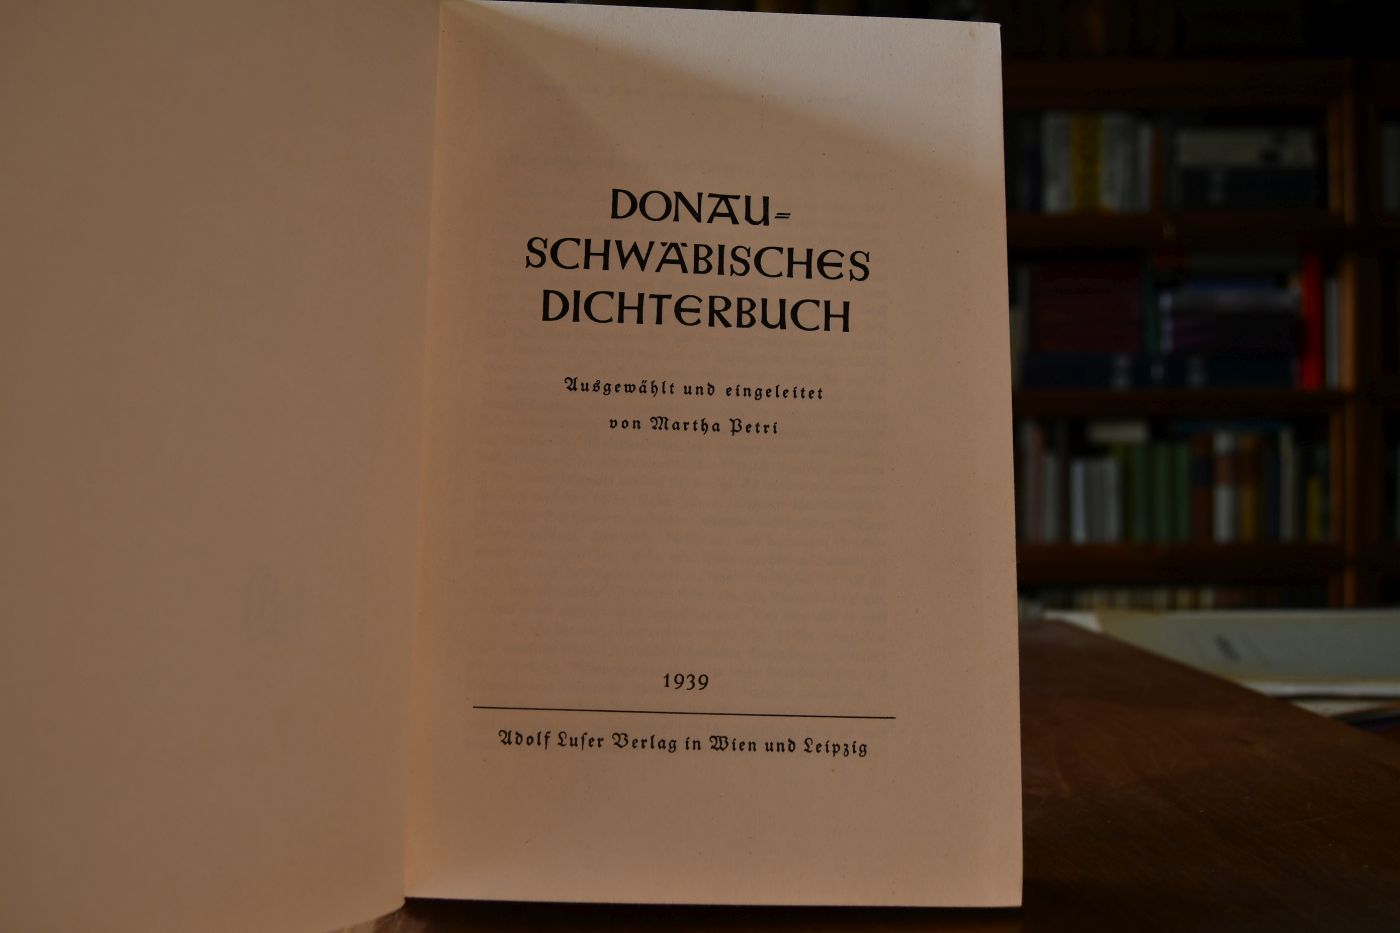 DONAU=
SCHWÄBISCHES
DICHTERBUCH
Ausgewählt und eingeleitet
von Martha Petri
1939
Adolf Luser Verlag in Wien und Leipzig